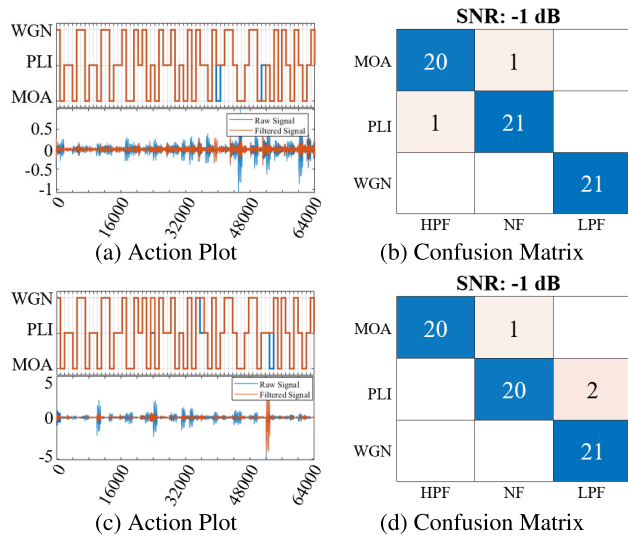 WGN
PLI
MOA
Raw Signal
Filtered Signal
0.5
0
-0.5
-1
0
16000
32000
48000
64000
(a) Action Plot
SNR: -1 dB
MOA
20
1
PLI
1
21
WGN
21
HPF
NF
LPF
(b) Confusion Matrix
WGN
PLI
MOA
Raw Signal
Filtered Signal
5
0
-5
0
16000
32000
48000
64000
(c) Action Plot
SNR: -1 dB
MOA
20
1
PLI
20
2
WGN
21
HPF
NF
LPF
(d) Confusion Matrix